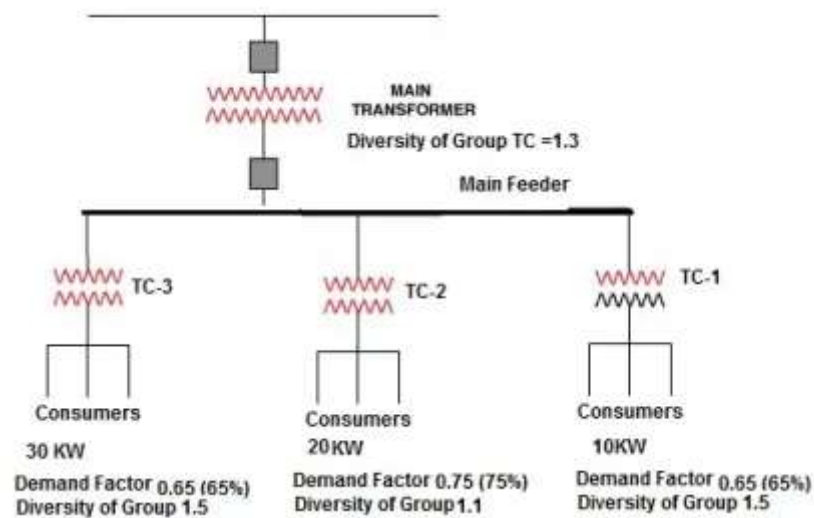 MAIN
TRANSFORMER
Diversity of Group TC =1.3
Main Feeder
TC-3
TC-2
TC-1
Consumers
30 KW
Demand Factor 0.65 (65%)
Diversity of Group 1.5
Consumers
20KW
Demand Factor 0.75 (75%)
Diversity of Group 1.1
Consumers
10KW
Demand Factor 0.65 (65%)
Diversity of Group 1.5